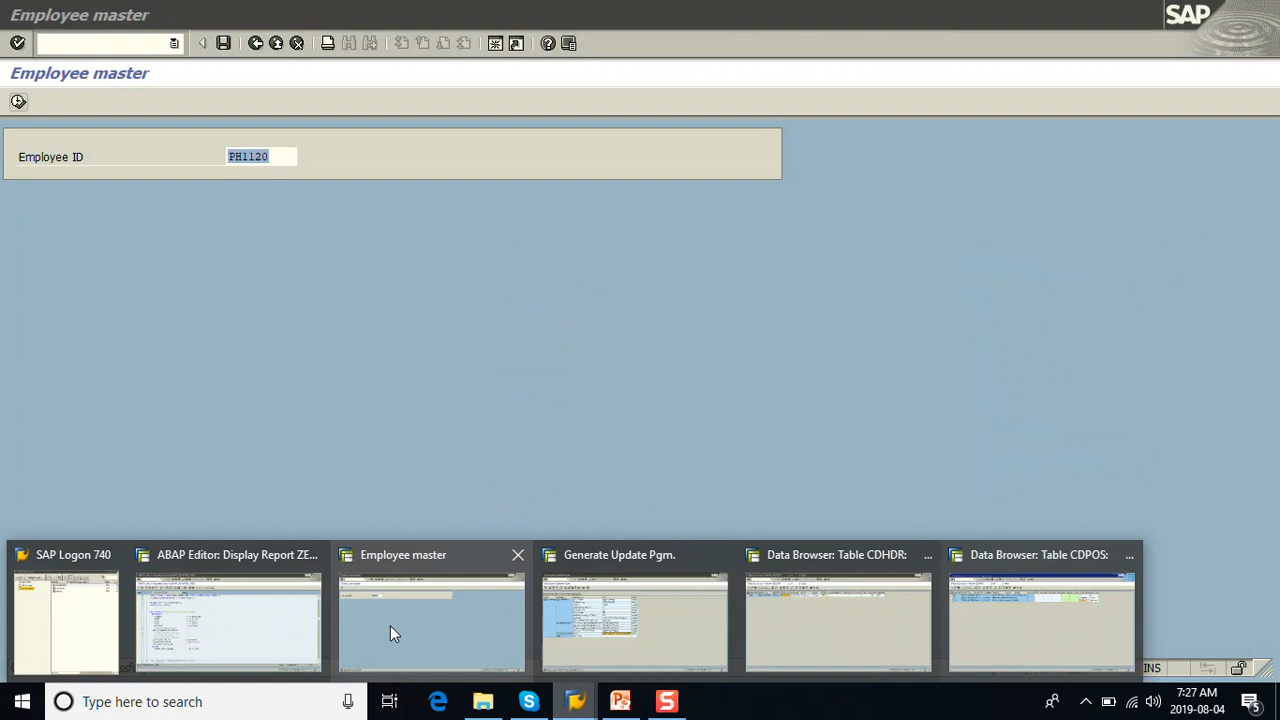 Employee master
SAP
Employee master
Employee ID
PH1120
SAP Logon 740
ABAP Editor: Display Report ZE...
Employee master
Generate Update Pgm.
Data Browser: Table CDHDR: ...
Data Browser: Table CDPOS: ...
INS
Type here to search
7:27 AM
2019-08-04
5